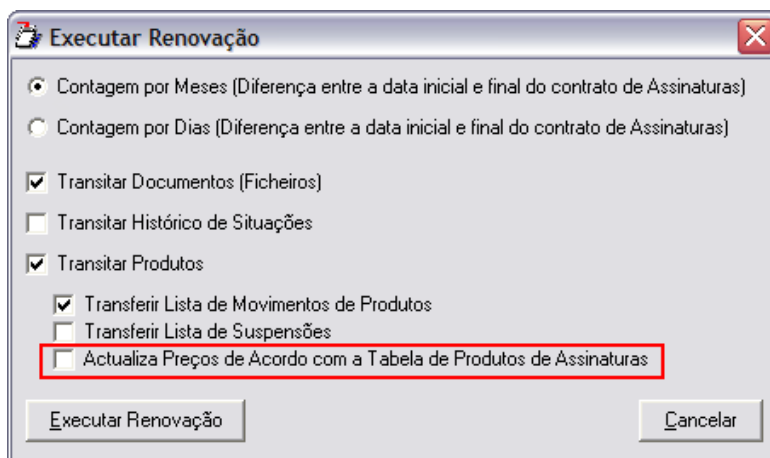 Executar Renovação
Contagem por Meses (Diferença entre a data inicial e final do contrato de Assinaturas)
Contagem por Dias (Diferença entre a data inicial e final do contrato de Assinaturas)
Transitar Documentos (Ficheiros)
Transitar Histórico de Situações
Transitar Produtos
Transferir Lista de Movimentos de Produtos
Transferir Lista de Suspensões
Actualiza Preços de Acordo com a Tabela de Produtos de Assinaturas
Executar Renovação Cancelar